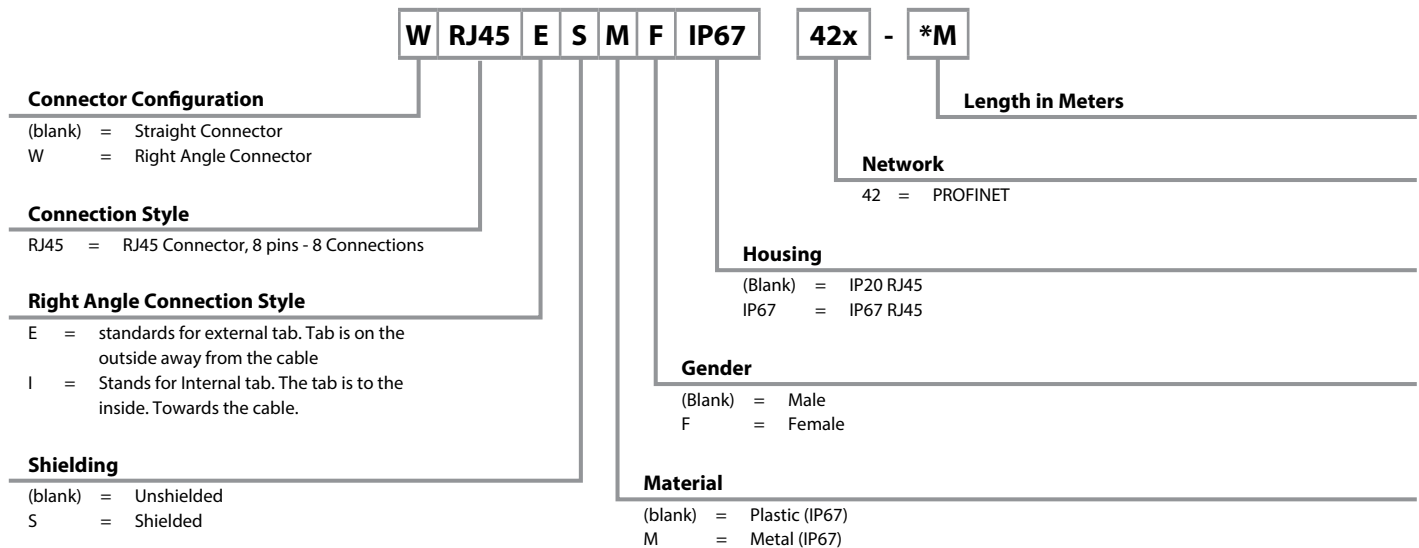 W RJ45 E S M F IP67 42x - *M
Connector Configuration
(blank) = Straight Connector
W = Right Angle Connector
Connection Style
RJ45 = RJ45 Connector, 8 pins - 8 Connections
Right Angle Connection Style
E = standards for external tab. Tab is on the
outside away from the cable
I = Stands for Internal tab. The tab is to the
inside. Towards the cable.
Shielding
(blank) = Unshielded
S = Shielded
Length in Meters
Network
42 = PROFINET
Housing
(Blank) = IP20 RJ45
IP67 = IP67 RJ45
Gender
(Blank) = Male
F = Female
Material
(blank) = Plastic (IP67)
M = Metal (IP67)